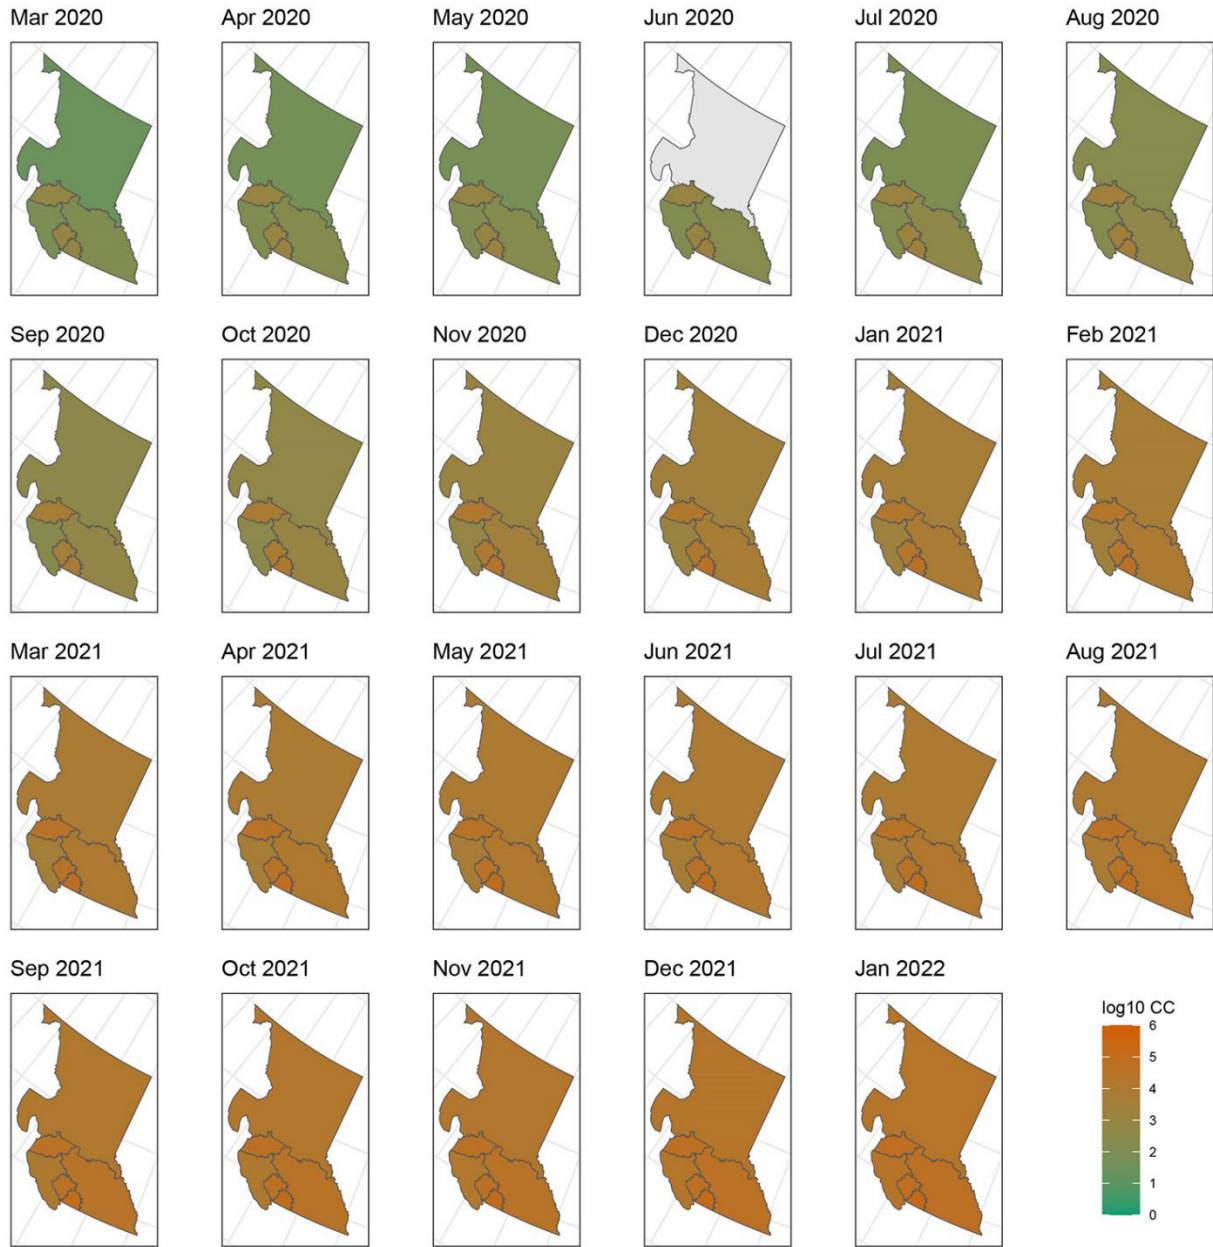 Mar 2020 Apr 2020 May 2020 Jun 2020 Jul 2020 Aug 2020
Sep 2020 Oct 2020 Nov 2020 Dec 2020 Jan 2021 Feb 2021
Mar 2021 Apr 2021 May 2021 Jun 2021 Jul 2021 Aug 2021
Sep 2021 Oct 2021 Nov 2021 Dec 2021 Jan 2022
log10 CC
6
5
4
3
2
1
0